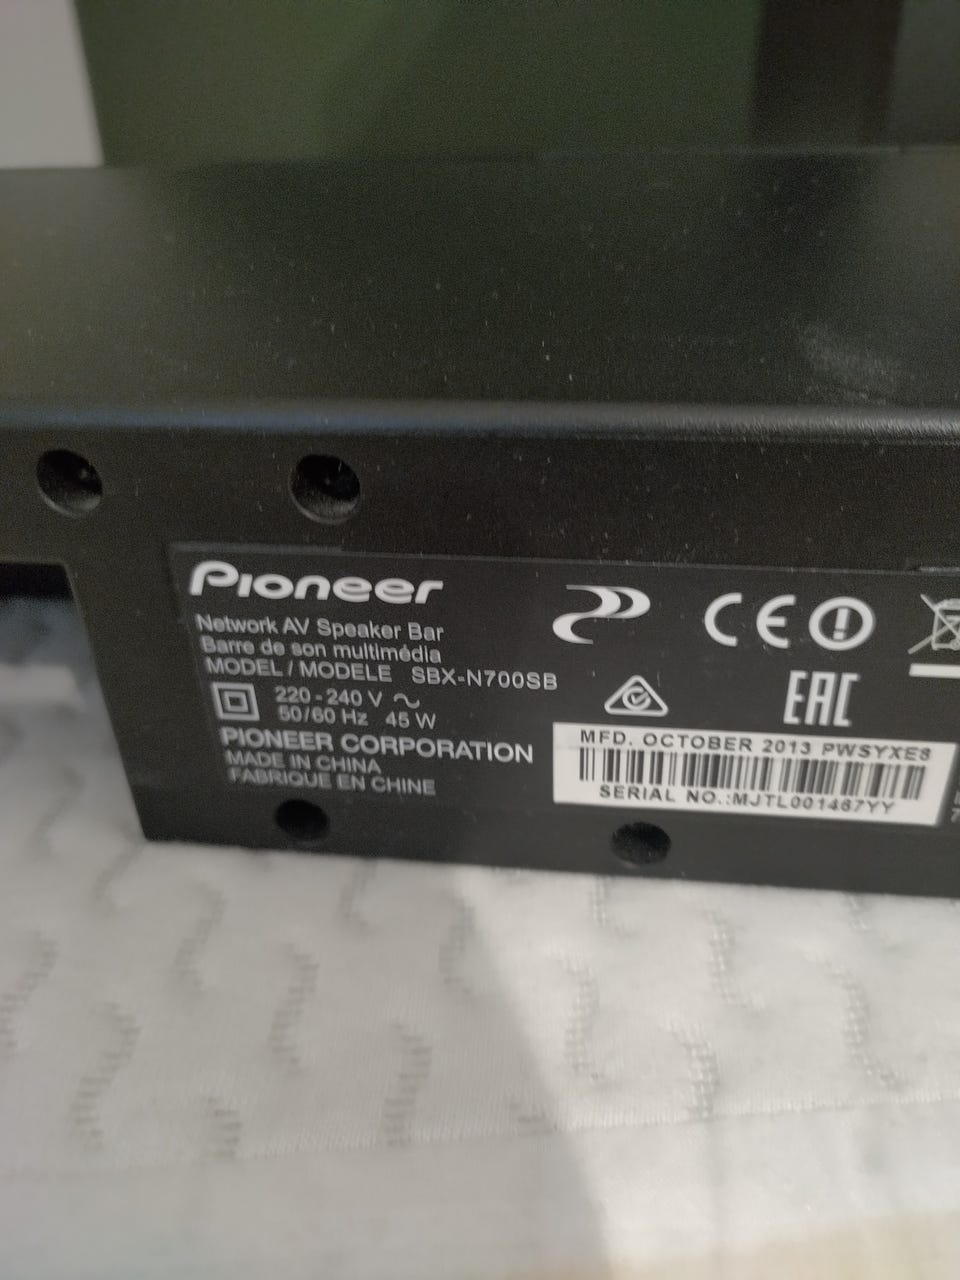 Pioneer
Network AV Speaker Bar
Barre de son multimédia
MODEL / MODELE SBX-N700SB
220 - 240 V ~
50/60 Hz 45 W
PIONEER CORPORATION
MADE IN CHINA
FABRIQUE EN CHINE
CE
EAC
MFD. OCTOBER 2013 PWSYXE8
SERIAL NO.:MJTL001467YY